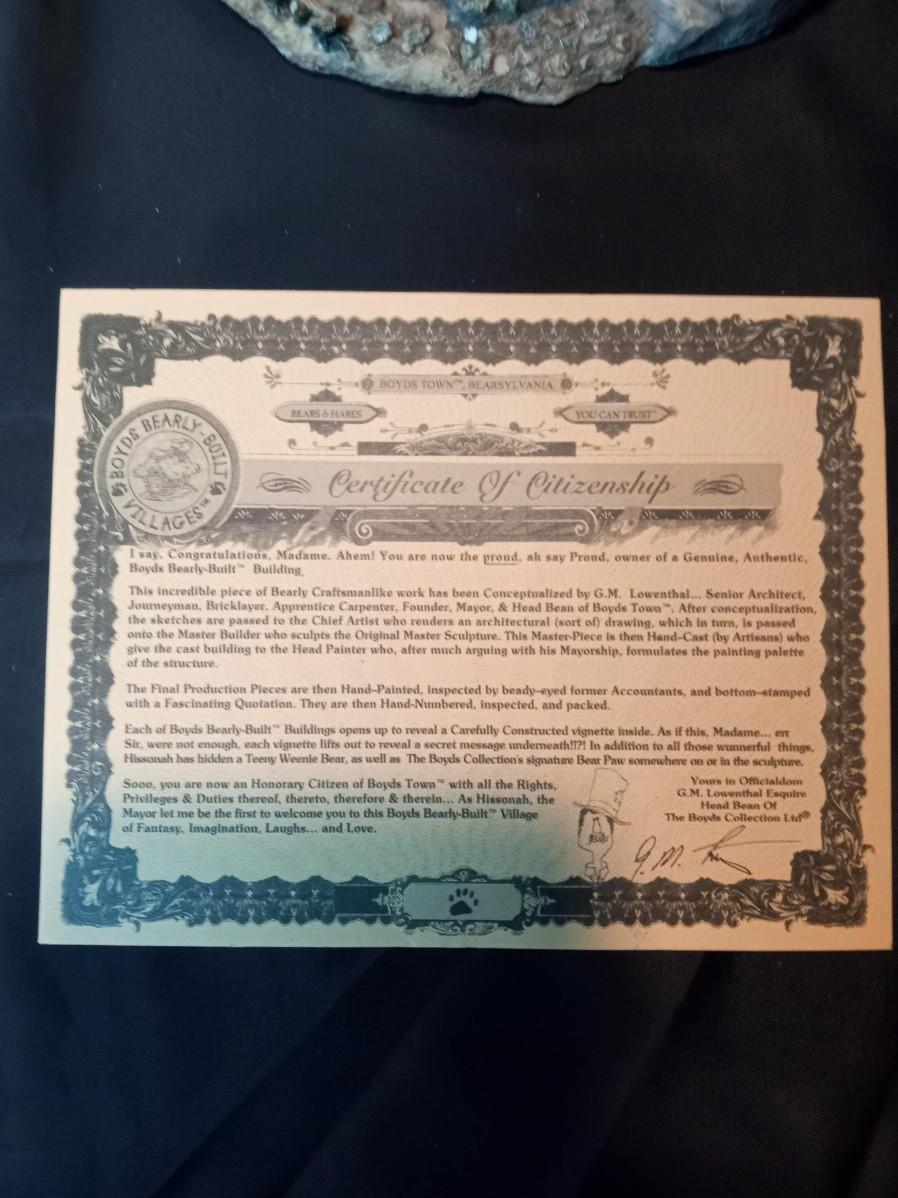 BOYDS TOWN™, BEARSYLVANIA
BEARS & HARES
YOU CAN TRUST™
BOYDS BEARLY-BUILT VILLAGES™
Certificate Of Citizenship
I say, Congratulations, Madame. Ahem! You are now the proud, ah say Proud, owner of a Genuine, Authentic,
Boyds Bearly-Built™ Building.
This incredible piece of Bearly Craftsmanlike work has been Conceptualized by G.M. Lowenthal... Senior Architect,
Journeyman, Bricklayer, Apprentice Carpenter, Founder, Mayor, & Head Bean of Boyds Town™. After conceptualization,
the sketches are passed to the Chief Artist who renders an architectural (sort of) drawing, which in turn, is passed
onto the Master Builder who sculpts the Original Master Sculpture. This Master-Piece is then Hand-Cast (by Artisans) who
give the cast building to the Head Painter who, after much arguing with his Mayorship, formulates the painting palette
of the structure.
The Final Production Pieces are then Hand-Painted, inspected by beady-eyed former Accountants, and bottom-stamped
with a Fascinating Quotation. They are then Hand-Numbered, inspected, and packed.
Each of Boyds Bearly-Built™ Buildings opens up to reveal a Carefully Constructed vignette inside. As if this, Madame... err
Sir, were not enough, each vignette lifts out to reveal a secret message underneath!!?! In addition to all those wunnerful things,
Hissonah has hidden a Teeny Weenie Bear, as well as The Boyds Collection's signature Bear Paw somewhere on or in the sculpture.
Sooo, you are now an Honorary Citizen of Boyds Town™ with all the Rights,
Privileges & Duties thereof, thereto, therefore & therein... As Hissonah, the
Mayor let me be the first to welcome you to this Boyds Bearly-Built™ Village
of Fantasy, Imagination, Laughs... and Love.
Yours in Officialdom
G.M. Lowenthal Esquire
Head Bean Of
The Boyds Collection Ltd®
G.M.